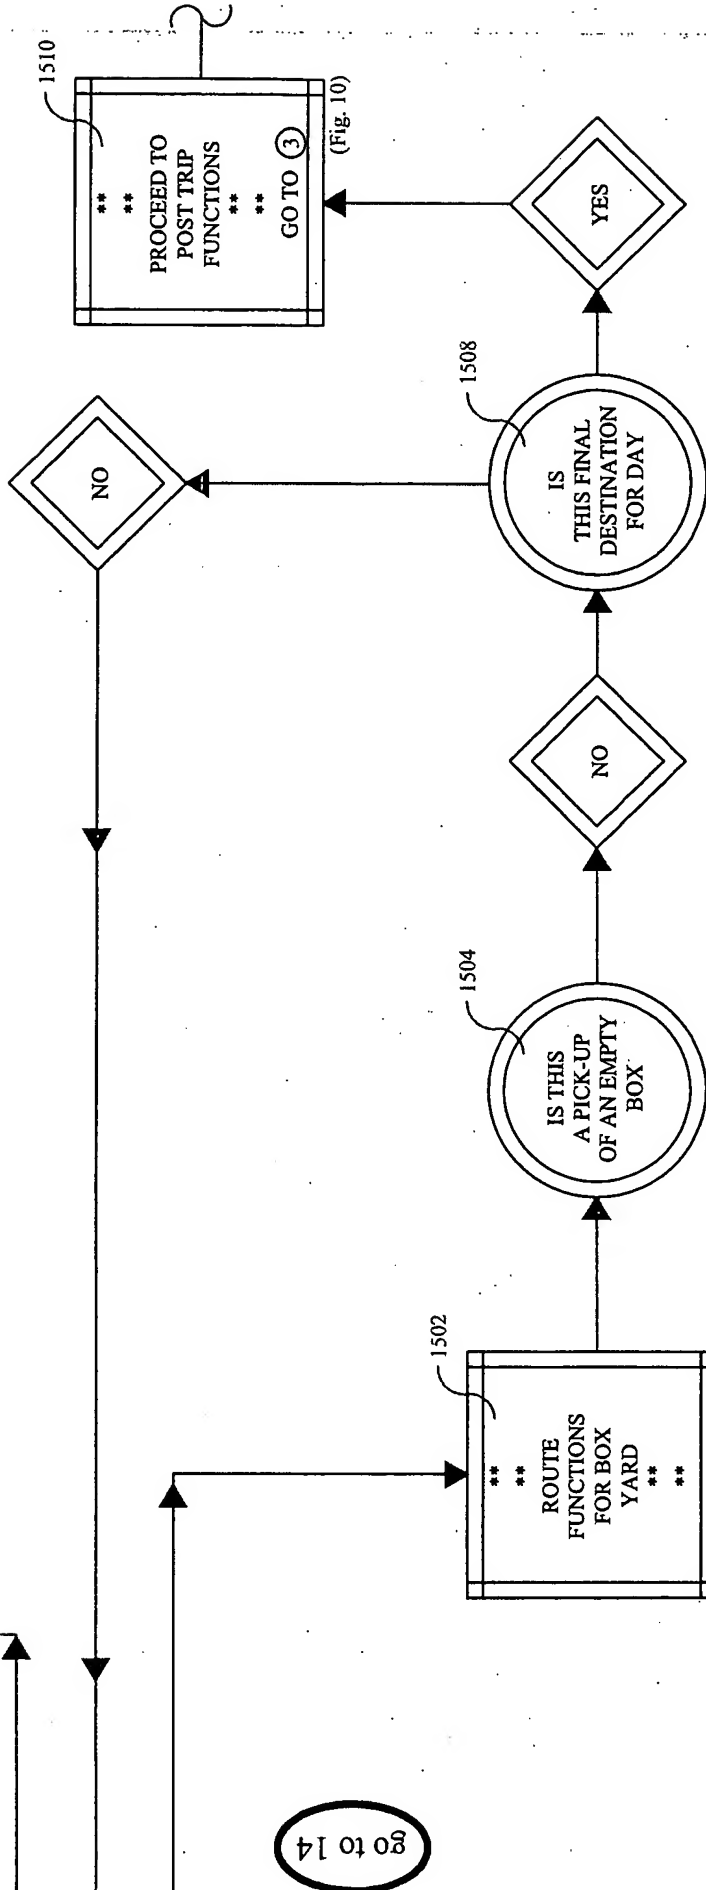 1510
**
**
PROCEED TO
POST TRIP
FUNCTIONS
**
**
GO TO 3
(Fig. 10)
YES
NO
1508
IS
THIS FINAL
DESTINATION
FOR DAY
NO
1504
IS THIS
A PICK-UP
OF AN EMPTY
BOX
1502
**
**
ROUTE
FUNCTIONS
FOR BOX
YARD
**
**
go to 14